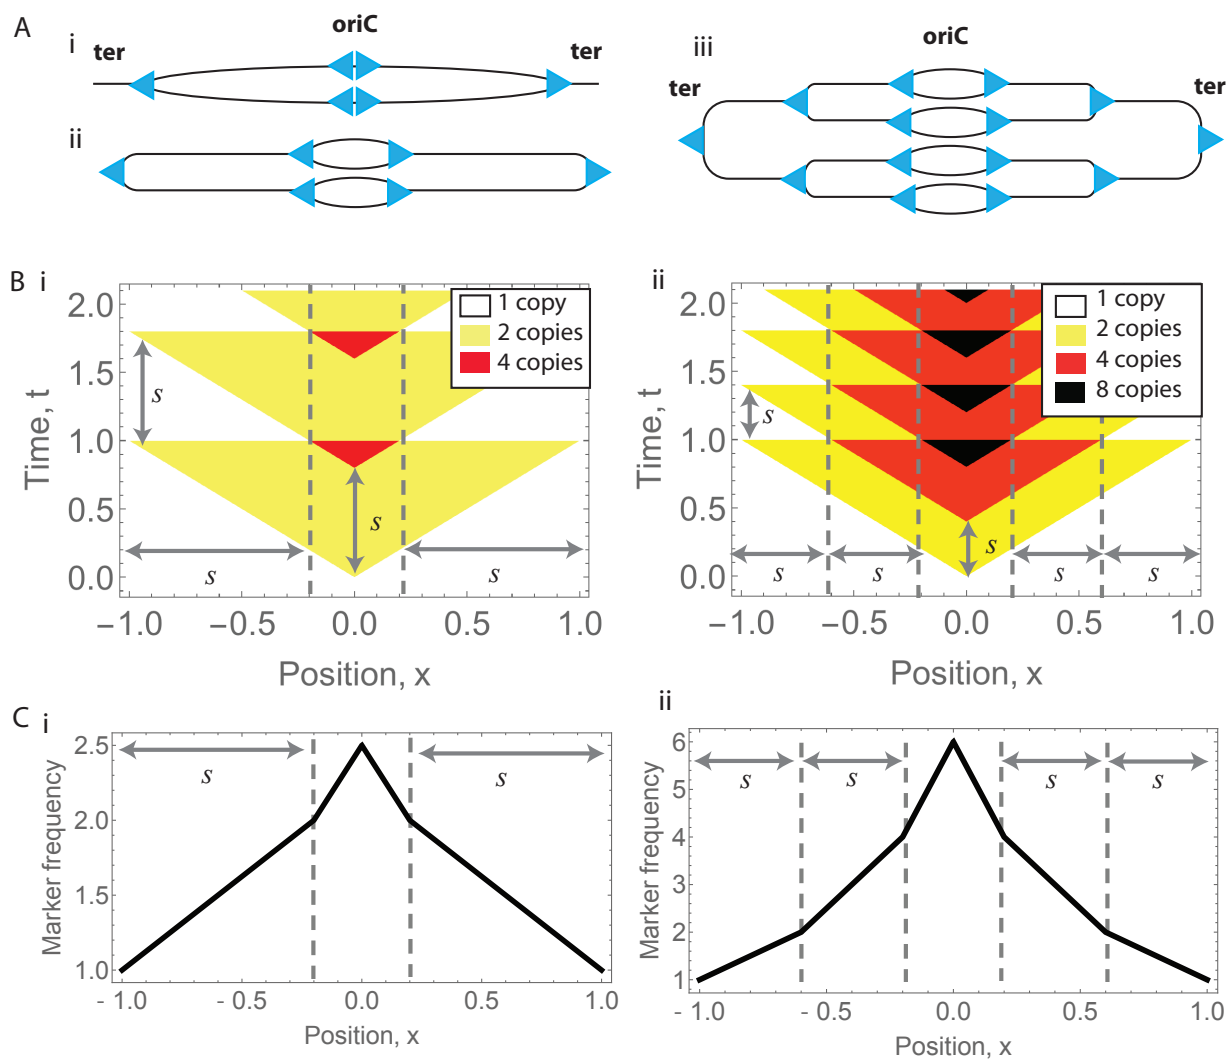 A
i
oriC
ter
ter
ii
iii
oriC
ter
ter
B
i
2.0
1.5
1.0
0.5
0.0
Time, t
1 copy
2 copies
4 copies
s
s
s
s
−1.0
−0.5
0.0
0.5
1.0
Position, x
ii
2.0
1.5
1.0
0.5
0.0
Time, t
1 copy
2 copies
4 copies
8 copies
s
s
s
s
s
s
−1.0
−0.5
0.0
0.5
1.0
Position, x
C
i
2.5
2.0
1.5
1.0
Marker frequency
s
s
- 1.0
- 0.5
0.0
0.5
1.0
Position, x
ii
6
5
4
3
2
1
Marker frequency
s
s
s
s
- 1.0
- 0.5
0.0
0.5
1.0
Position, x